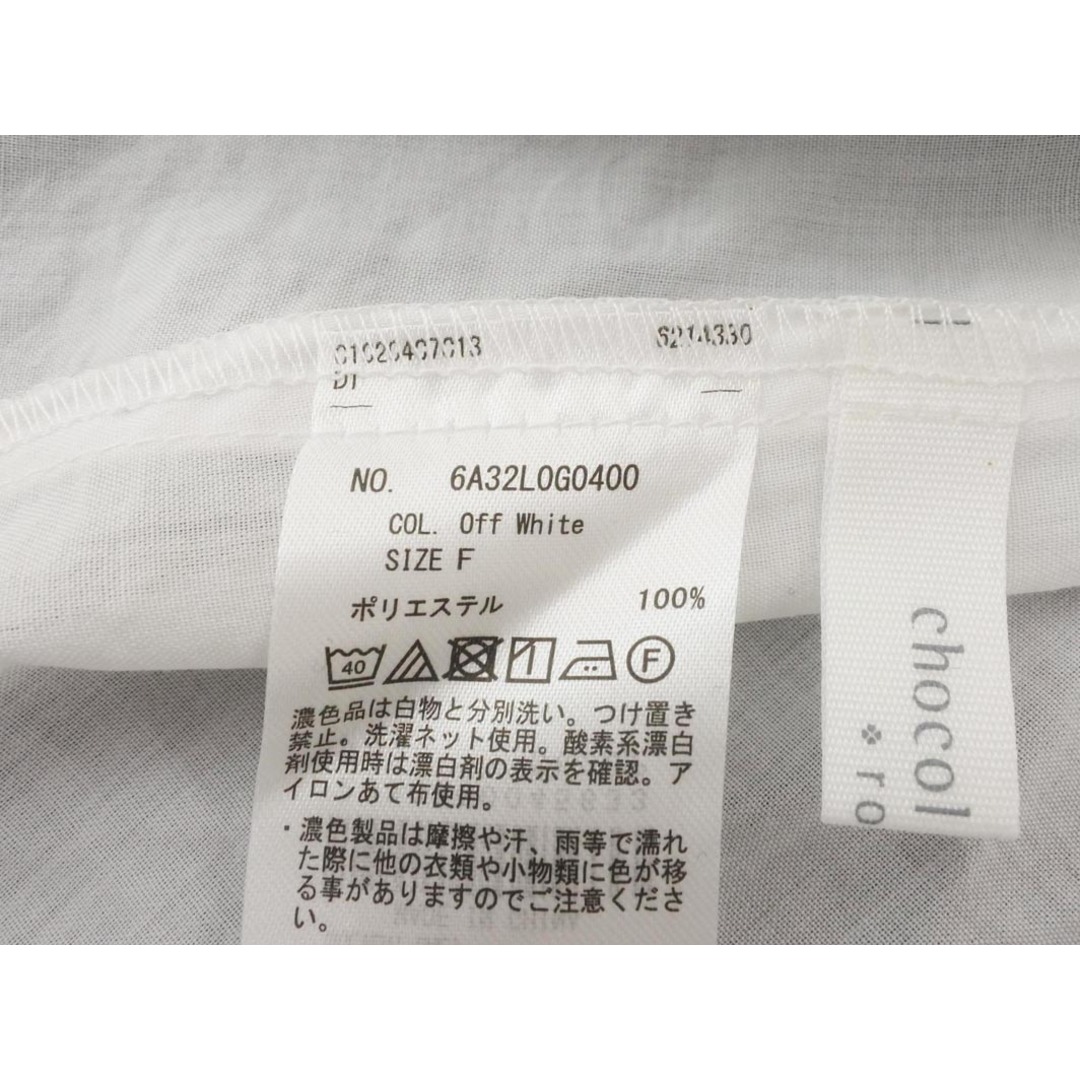 NO. 6A32L0G0400
COL. Off White
SIZE F
ポリエステル 100%
40 F
濃色品は白物と分別洗い。つけ置き
禁止。洗濯ネット使用。酸素系漂白
剤使用時は漂白剤の表示を確認。ア
イロンあて布使用。
・濃色製品は摩擦や汗、雨等で濡れ
た際に他の衣類や小物類に色が移
る事がありますのでご注意くださ
い。
MADE IN CHINA
chocol
ro